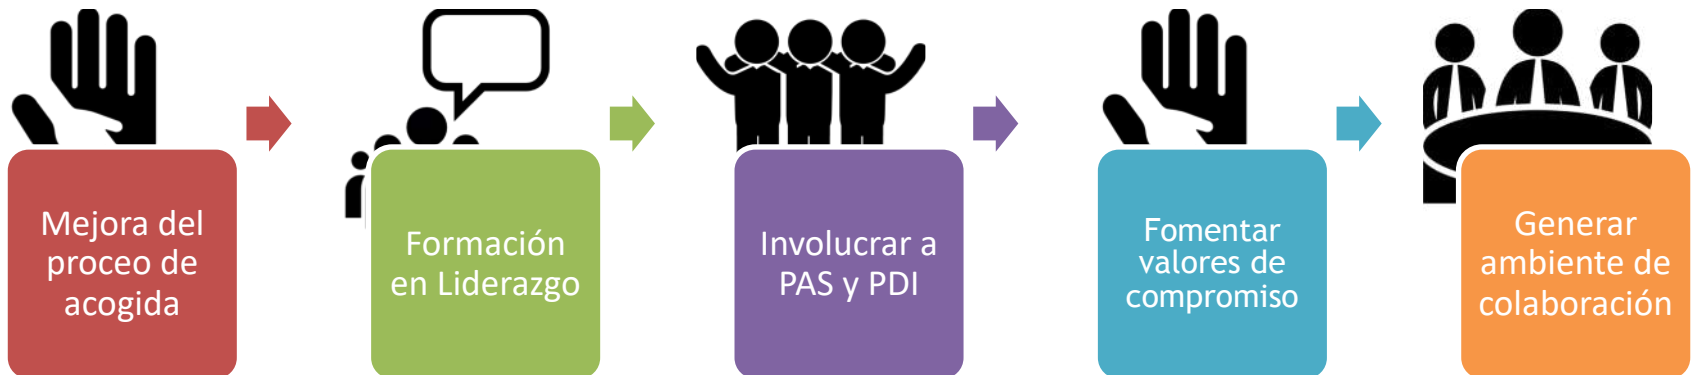 Mejora del
proceo de
acogida
Formación
en Liderazgo
Involucrar a
PAS y PDI
Fomentar
valores de
compromiso
Generar
ambiente de
colaboración